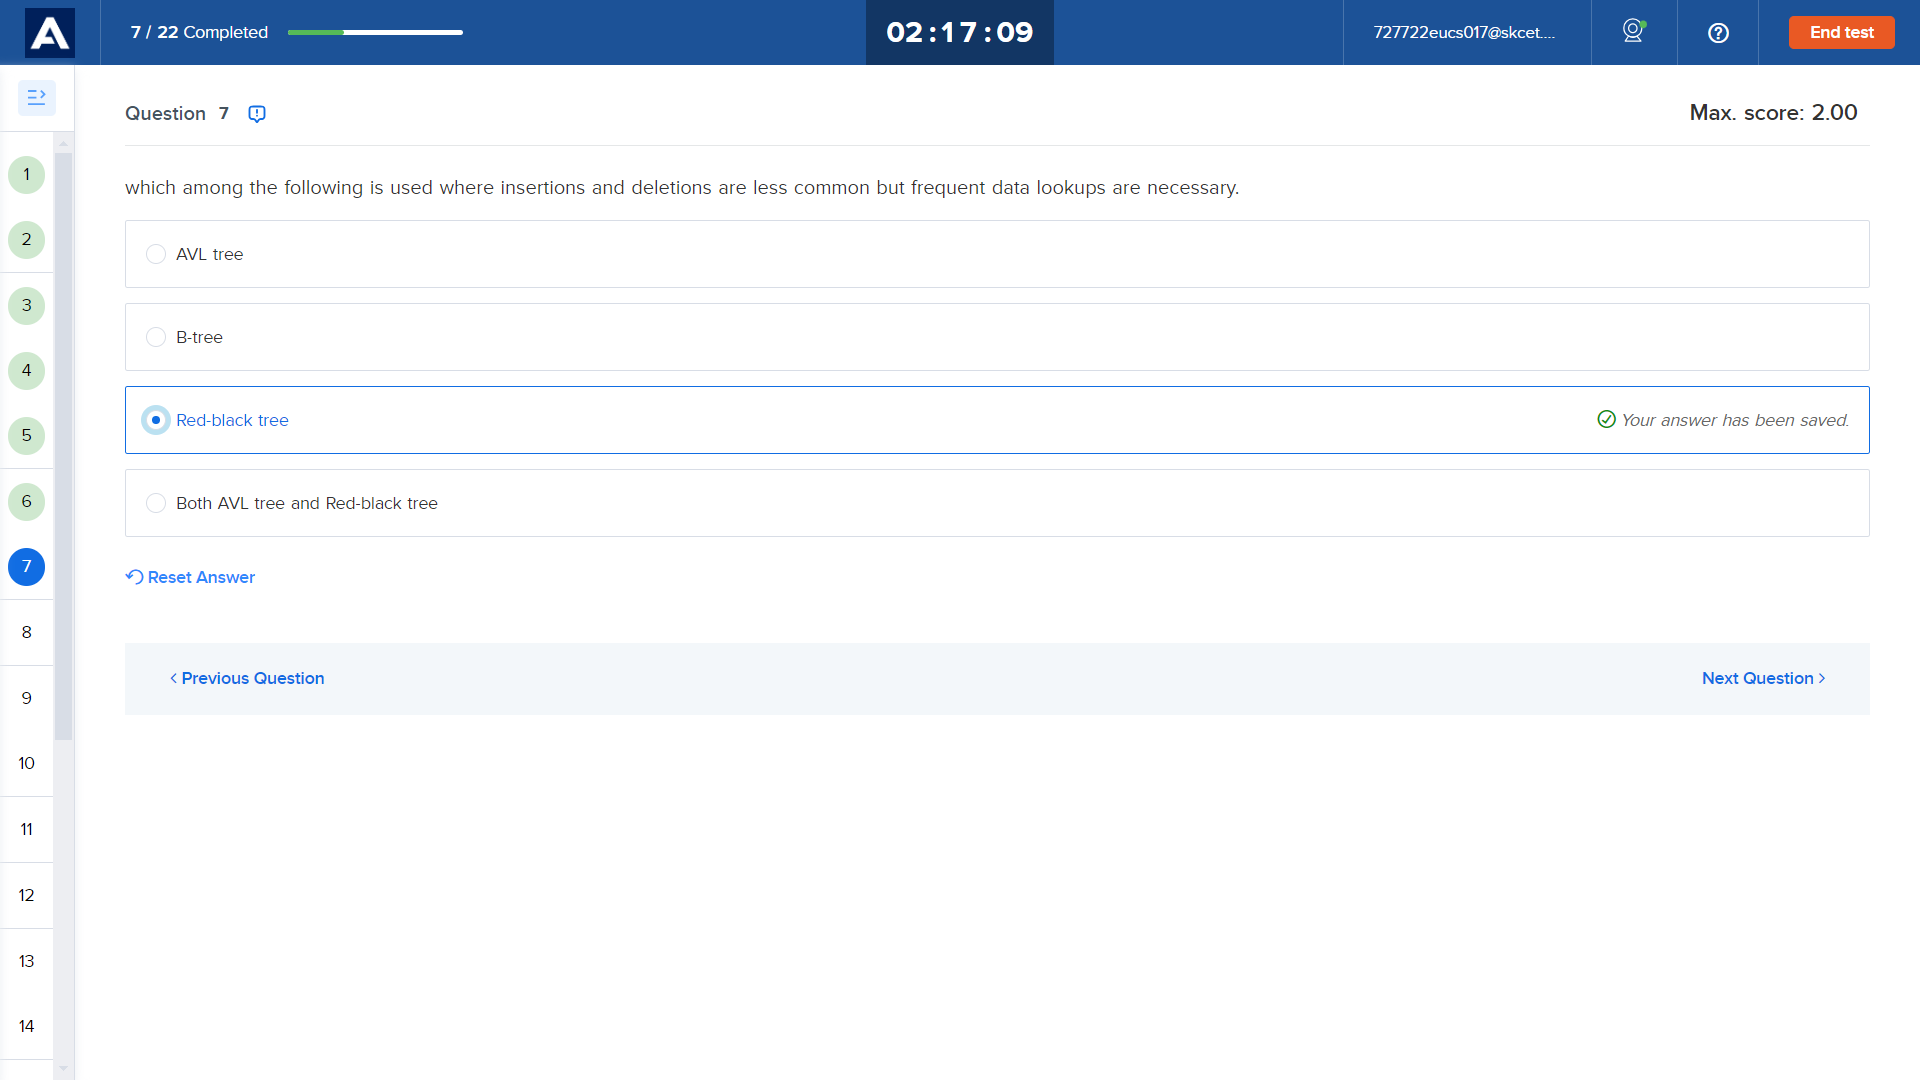 7 / 22 Completed
02 : 17 : 09
727722eucs017@skcet....
End test
Question 7
Max. score: 2.00
which among the following is used where insertions and deletions are less common but frequent data lookups are necessary.
AVL tree
B-tree
Red-black tree
Your answer has been saved.
Both AVL tree and Red-black tree
Reset Answer
< Previous Question
Next Question >
1
2
3
4
5
6
7
8
9
10
11
12
13
14